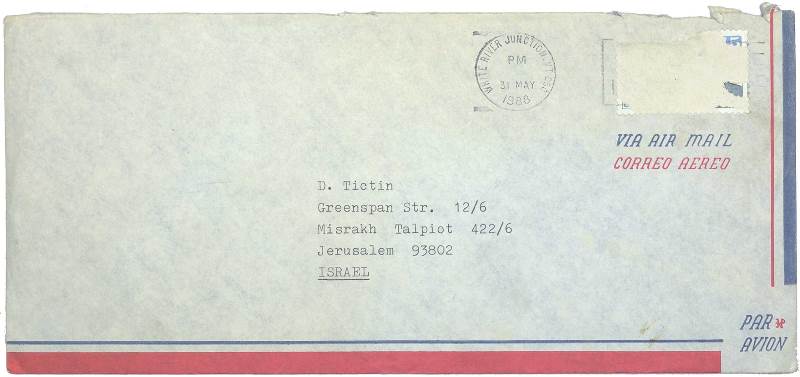 WHITE RIVER JUNCTION, VT
PM
31 MAY
1988
VIA AIR MAIL
CORREO AEREO
D. Tictin
Greenspan Str. 12/6
Misrakh Talpiot 422/6
Jerusalem 93802
ISRAEL
PAR
AVION